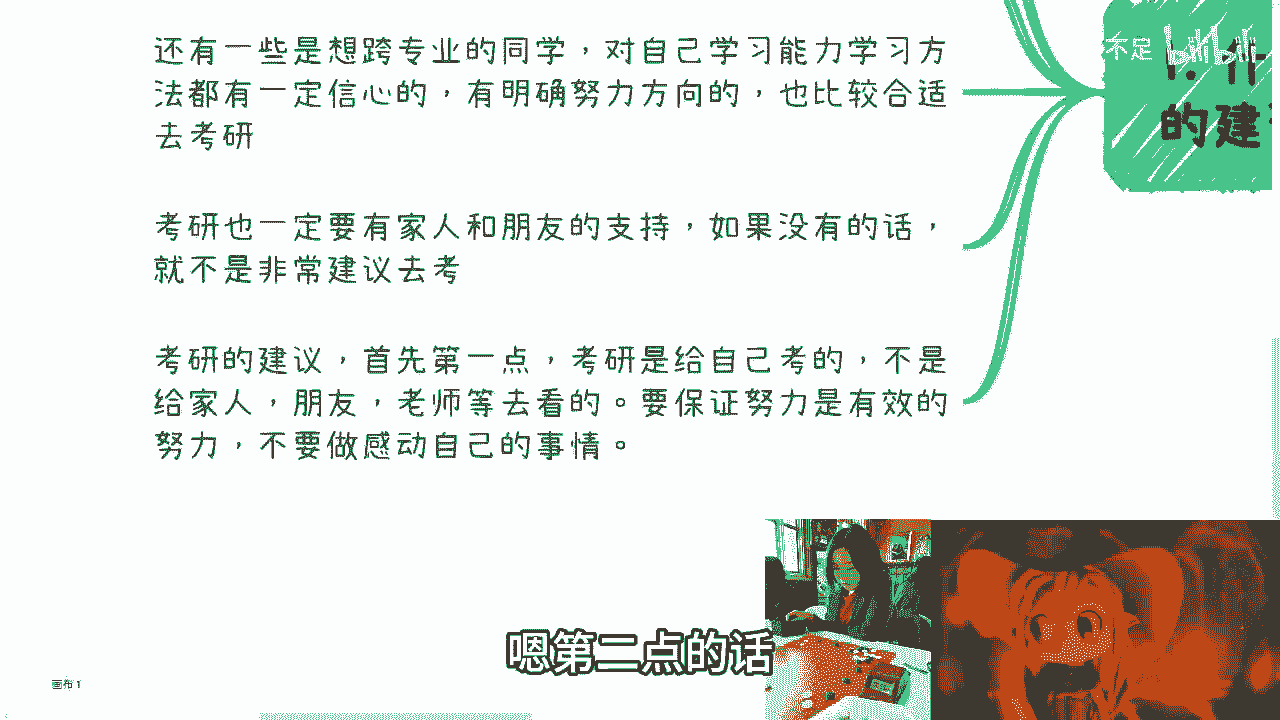 还有一些是想跨专业的同学，对自己学习能力学习方
法都有一定信心的，有明确努力方向的，也比较合适
去考研
考研也一定要有家人和朋友的支持，如果没有的话，
就不是非常建议去考
考研的建议，首先第一点，考研是给自己考的，不是
给家人，朋友，老师等去看的。要保证努力是有效的
努力，不要做感动自己的事情。
不定
bilibili
的建
嗯第二点的话
画布 1